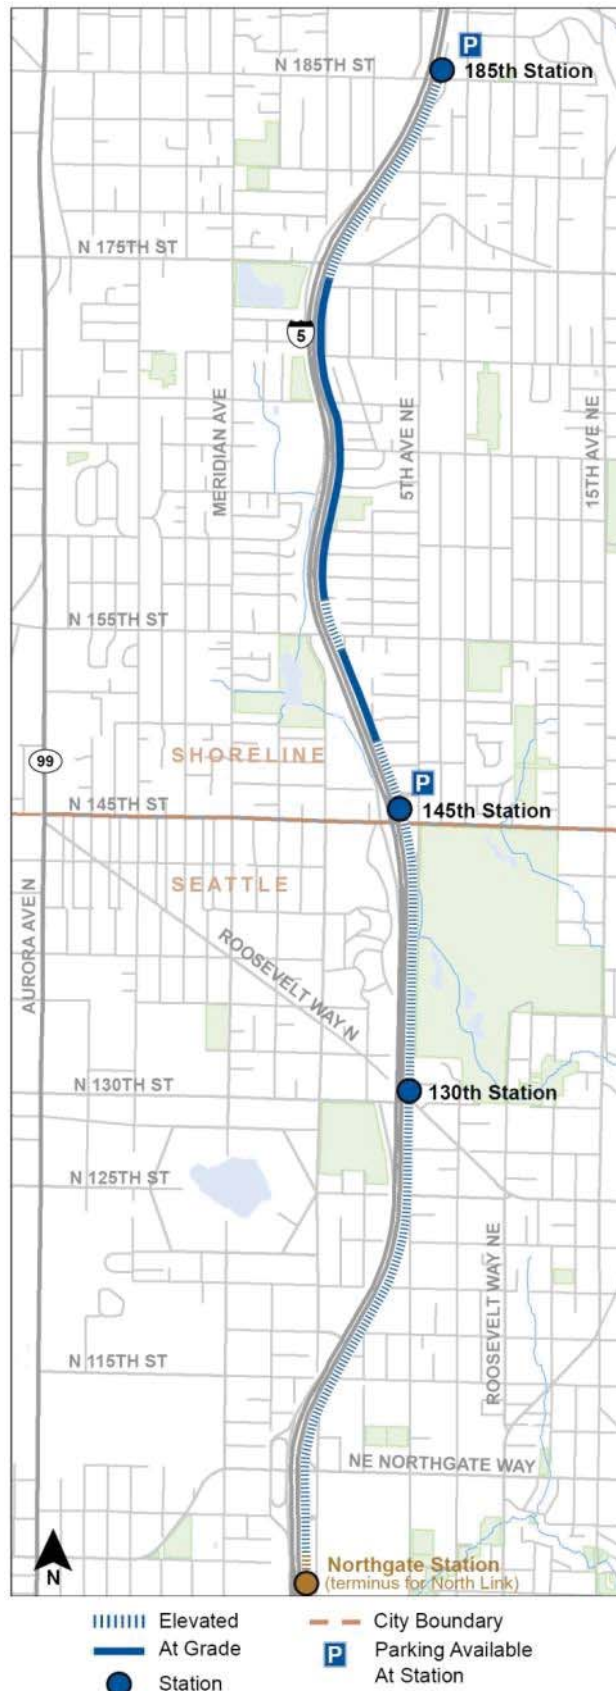 P
N 185TH ST
185th Station
N 175TH ST
5
MERIDIAN AVE
5TH AVE NE
15TH AVE NE
N 155TH ST
SHORELINE
99
P
N 145TH ST
145th Station
SEATTLE
AURORA AVE N
ROOSEVELT WAY N
N 130TH ST
130th Station
N 125TH ST
ROOSEVELT WAY NE
N 115TH ST
NE NORTHGATE WAY
N
Northgate Station
(terminus for North Link)
Elevated
City Boundary
At Grade
P
Parking Available
At Station
Station